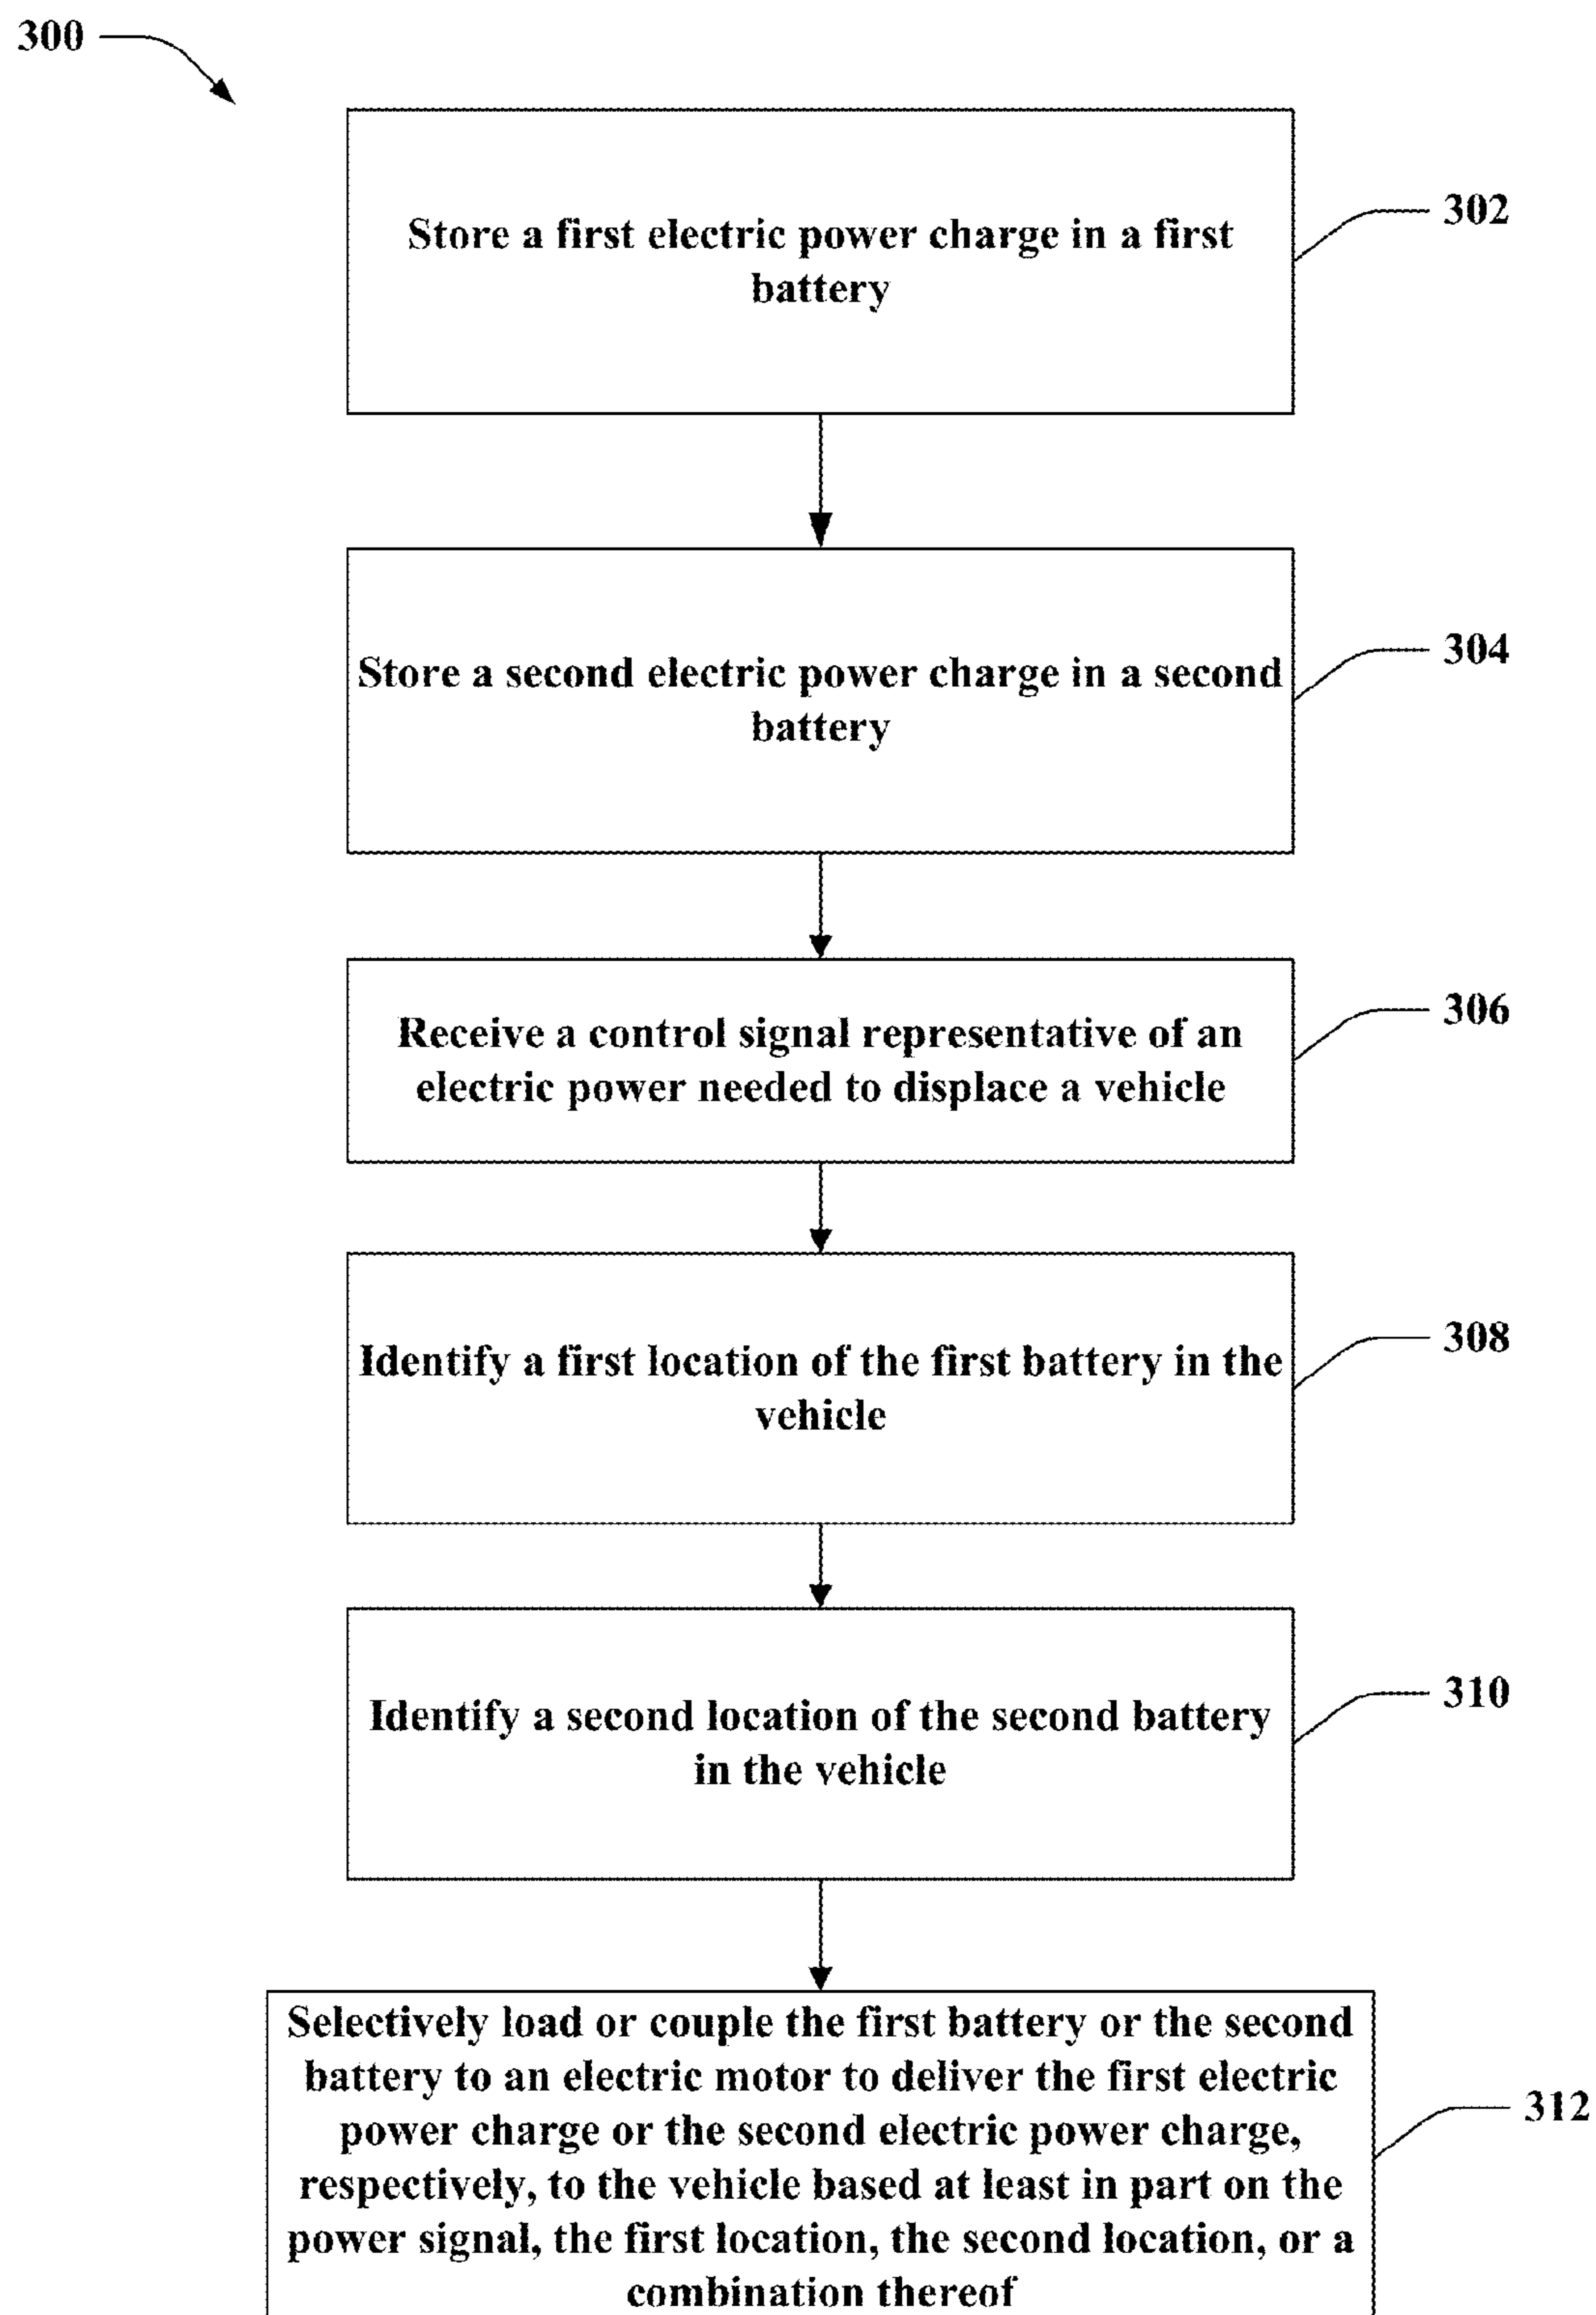 300
Store a first electric power charge in a first
battery
302
Store a second electric power charge in a second
battery
304
Receive a control signal representative of an
electric power needed to displace a vehicle
306
Identify a first location of the first battery in the
vehicle
308
Identify a second location of the second battery
in the vehicle
310
Selectively load or couple the first battery or the second
battery to an electric motor to deliver the first electric
power charge or the second electric power charge,
respectively, to the vehicle based at least in part on the
power signal, the first location, the second location, or a
combination thereof
312